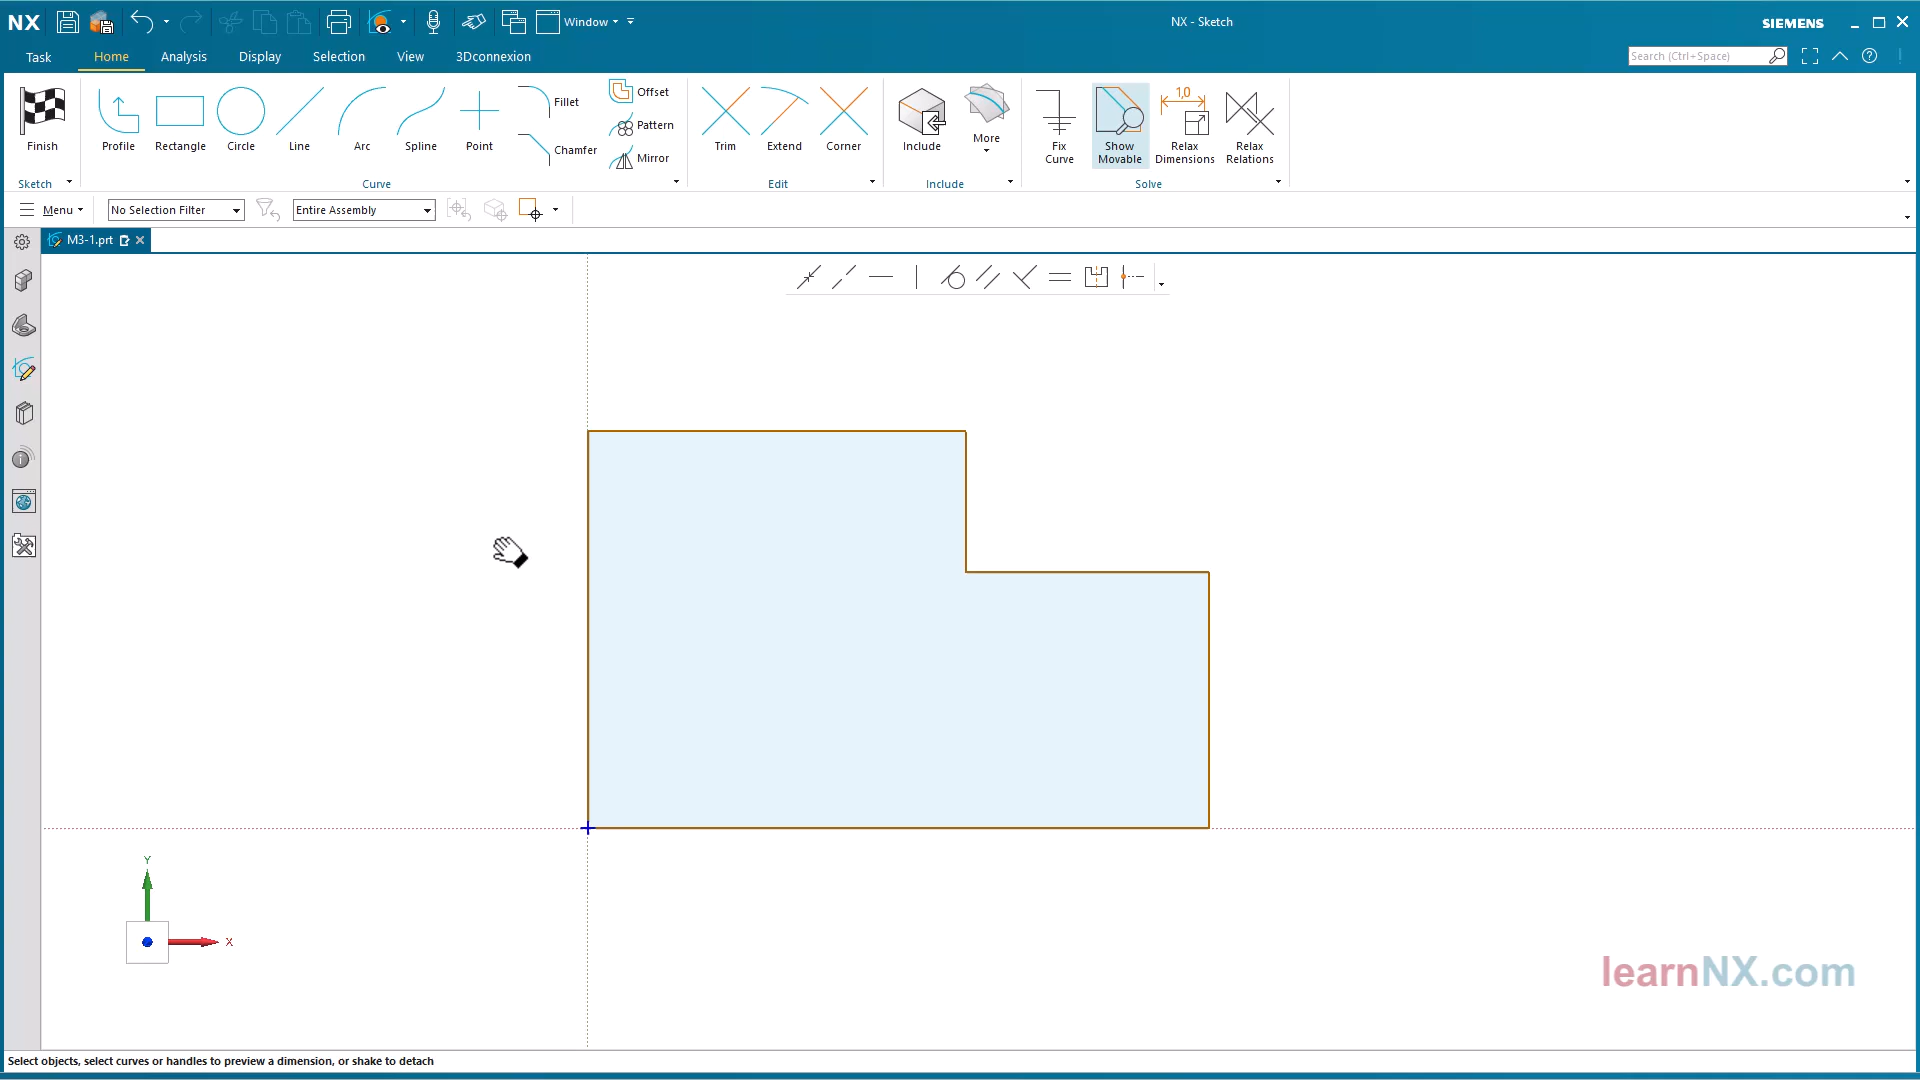 NX
Window
NX - Sketch
SIEMENS
Task
Home
Analysis
Display
Selection
View
3Dconnexion
Search (Ctrl+Space)
Finish
Profile
Rectangle
Circle
Line
Arc
Spline
Point
Fillet
Chamfer
Offset
Pattern
Mirror
Trim
Extend
Corner
Include
More
Fix
Curve
Show
Movable
1,0
Relax
Dimensions
Relax
Relations
Sketch
Curve
Edit
Include
Solve
Menu
No Selection Filter
Entire Assembly
M3-1.prt
Y
X
learnNX.com
Select objects, select curves or handles to preview a dimension, or shake to detach